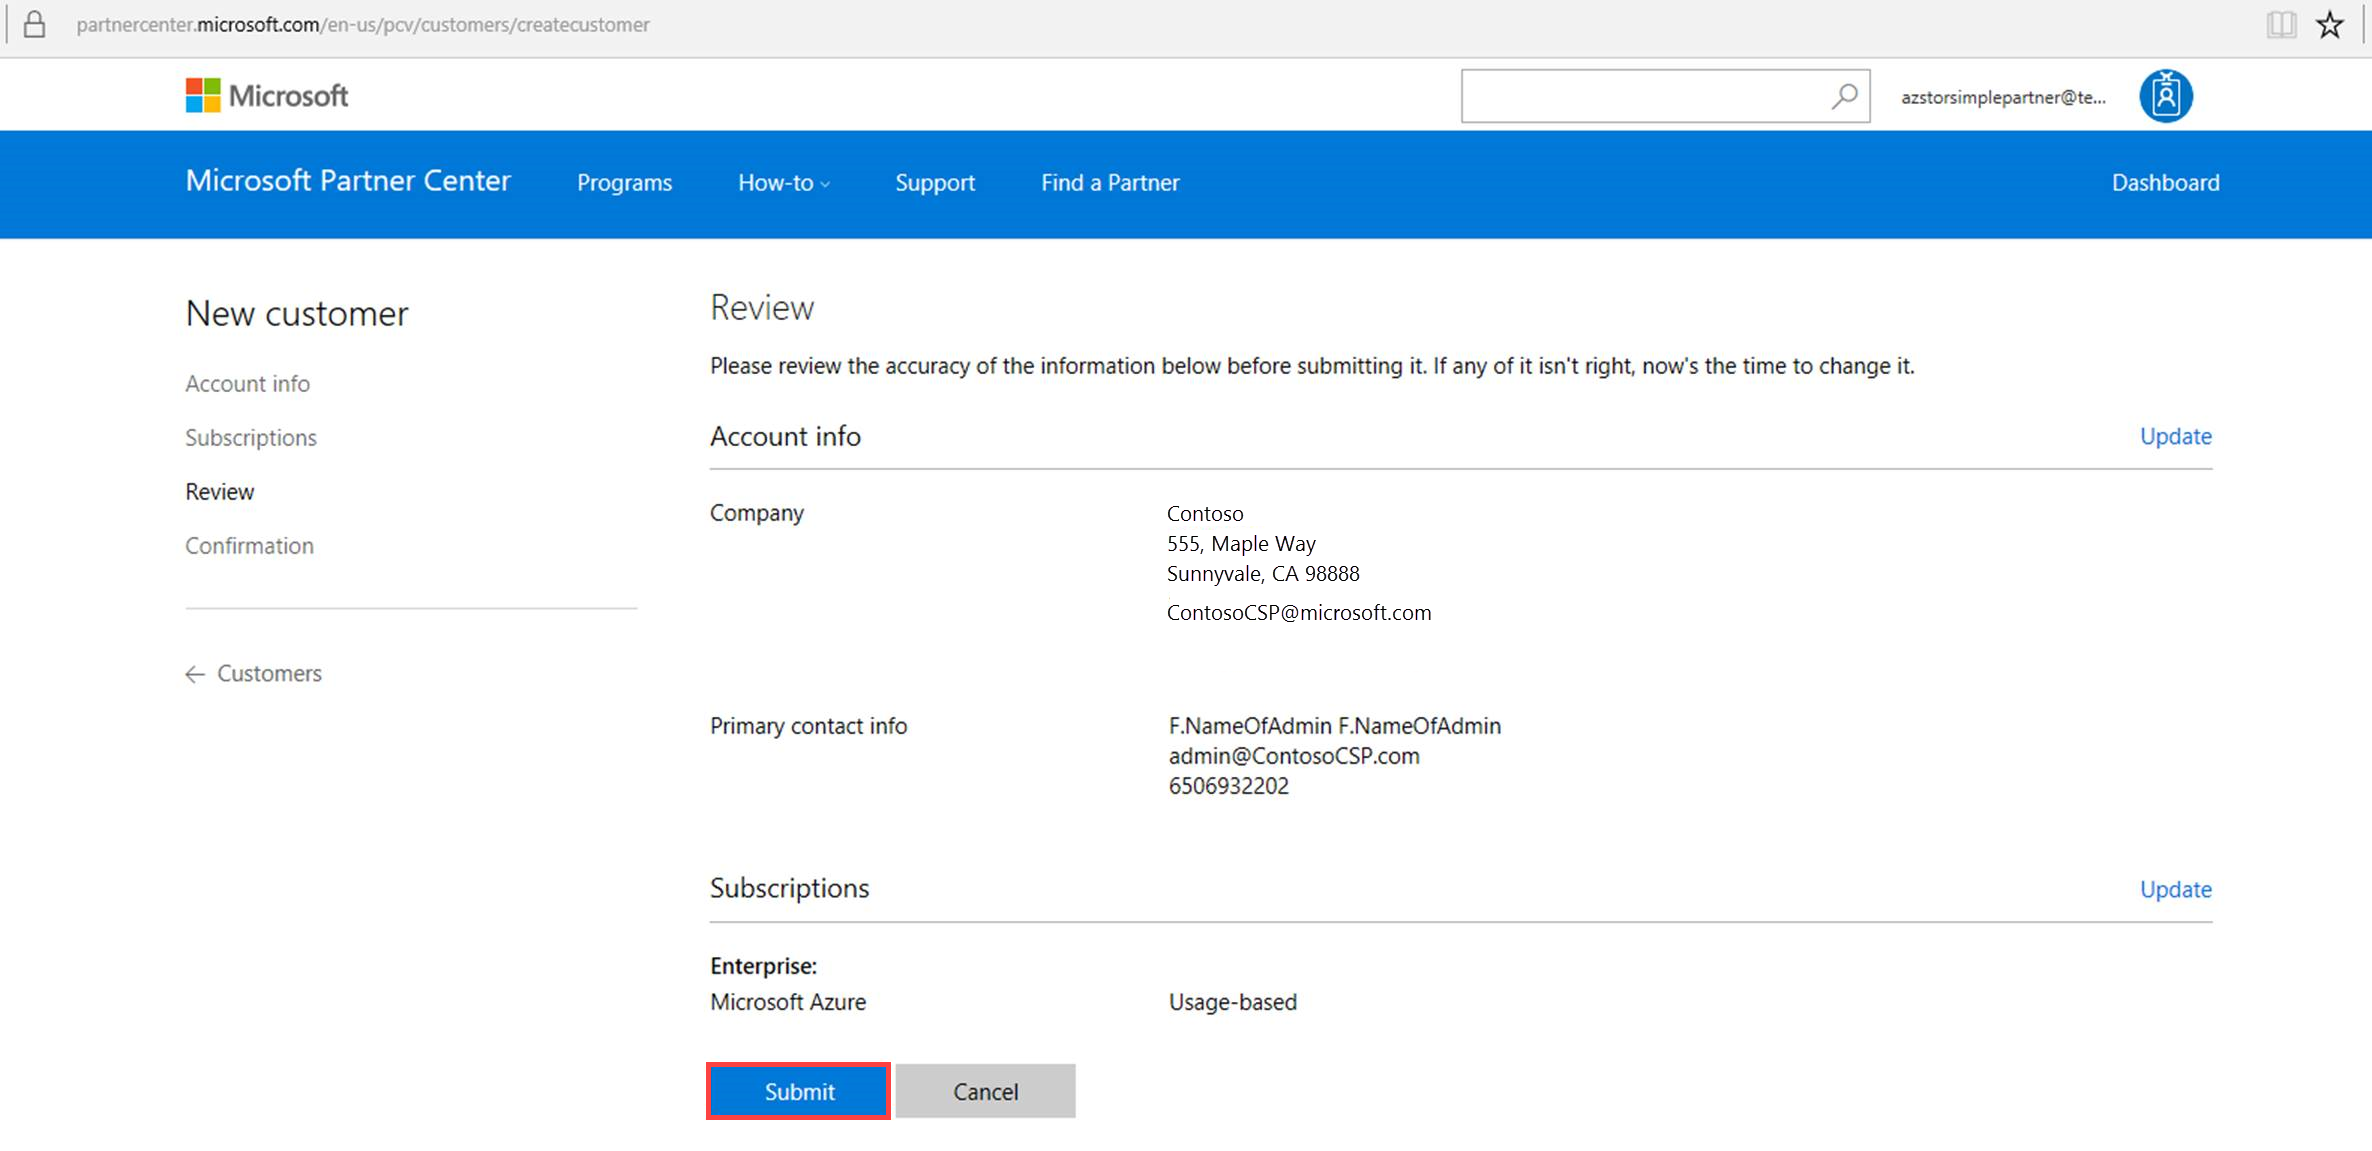 partnercenter.microsoft.com/en-us/pcv/customers/createcustomer
Microsoft
azstorsimplepartner@te...
Microsoft Partner Center
Programs
How-to
Support
Find a Partner
Dashboard
New customer
Account info
Subscriptions
Review
Confirmation
Customers
Review
Please review the accuracy of the information below before submitting it. If any of it isn't right, now's the time to change it.
Account info
Update
Company
Contoso
555, Maple Way
Sunnyvale, CA 98888
ContosoCSP@microsoft.com
Primary contact info
F.NameOfAdmin F.NameOfAdmin
admin@ContosoCSP.com
6506932202
Subscriptions
Update
Enterprise:
Microsoft Azure
Usage-based
Submit
Cancel